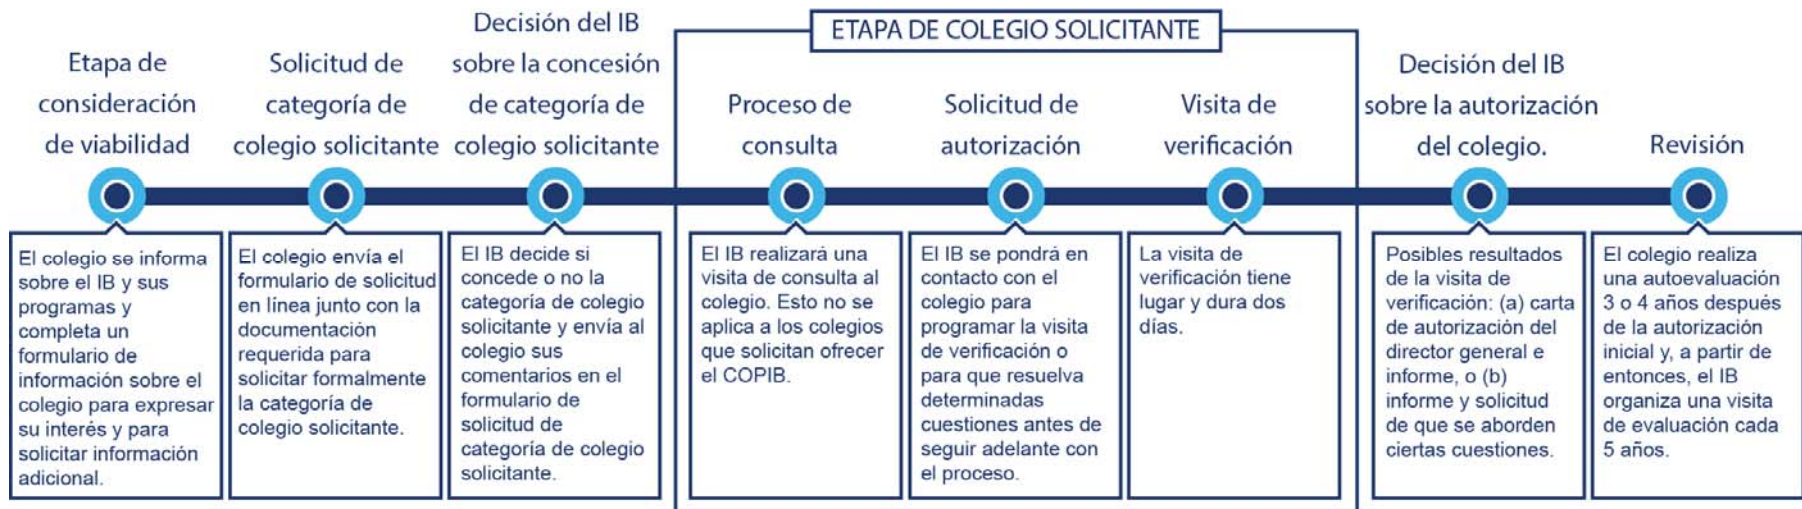 ETAPA DE COLEGIO SOLICITANTE
Etapa de
consideración
de viabilidad
El colegio se informa
sobre el IB y sus
programas y
completa un
formulario de
información sobre el
colegio para expresar
su interés y para
solicitar información
adicional.
Solicitud de
categoría de
colegio solicitante
El colegio envía el
formulario de solicitud
en línea junto con la
documentación
requerida para
solicitar formalmente
la categoría de
colegio solicitante.
Decisión del IB
sobre la concesión
de categoría de
colegio solicitante
El IB decide si
concede o no la
categoría de colegio
solicitante y envía al
colegio sus
comentarios en el
formulario de
solicitud de
categoría de colegio
solicitante.
Proceso de
consulta
El IB realizará una
visita de consulta al
colegio. Esto no se
aplica a los colegios
que solicitan ofrecer
el COPIB.
Solicitud de
autorización
El IB se pondrá en
contacto con el
colegio para
programar la visita
de verificación o
para que resuelva
determinadas
cuestiones antes de
seguir adelante con
el proceso.
Visita de
verificación
La visita de
verificación tiene
lugar y dura dos
días.
Decisión del IB
sobre la autorización
del colegio.
Posibles resultados
de la visita de
verificación: (a) carta
de autorización del
director general e
informe, o (b)
informe y solicitud
de que se aborden
ciertas cuestiones.
Revisión
El colegio realiza
una autoevaluación
3 o 4 años después
de la autorización
inicial y, a partir de
entonces, el IB
organiza una visita
de evaluación cada
5 años.